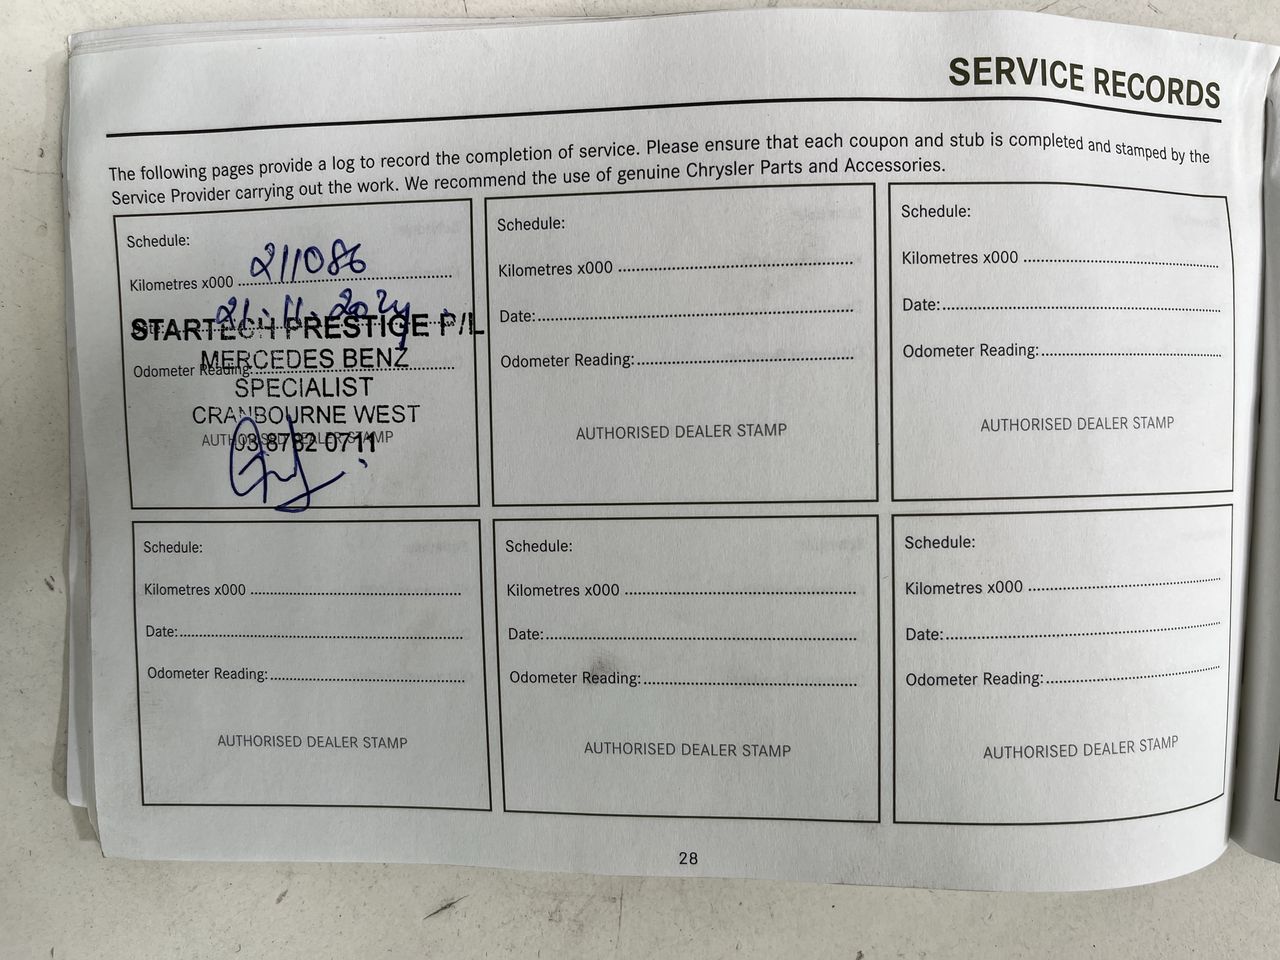 SERVICE RECORDS
The following pages provide a log to record the completion of service. Please ensure that each coupon and stub is completed and stamped by the
Service Provider carrying out the work. We recommend the use of genuine Chrysler Parts and Accessories.
Schedule:
Kilometres x000 211086
21.11.2024
STARTECH PRESTIGE P/L
MERCEDES BENZ
Odometer Reading:
SPECIALIST
CRANBOURNE WEST
AUTHORISED DEALER STAMP
03 8782 0711
Schedule:
Kilometres x000
Date:
Odometer Reading:
AUTHORISED DEALER STAMP
Schedule:
Kilometres x000
Date:
Odometer Reading:
AUTHORISED DEALER STAMP
Schedule:
Kilometres x000
Date:
Odometer Reading:
AUTHORISED DEALER STAMP
Schedule:
Kilometres x000
Date:
Odometer Reading:
AUTHORISED DEALER STAMP
Schedule:
Kilometres x000
Date:
Odometer Reading:
AUTHORISED DEALER STAMP
28